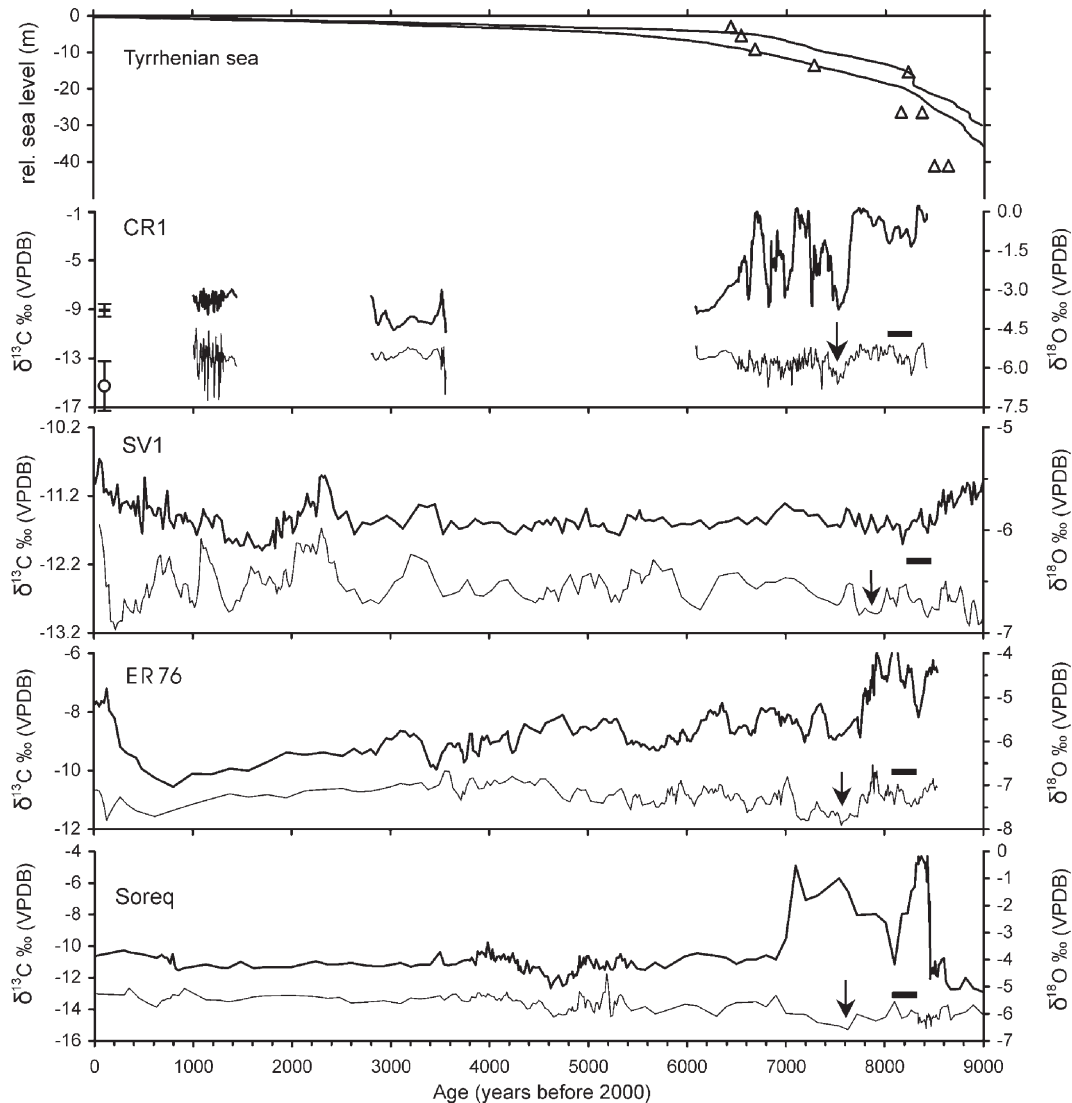 rel. sea level (m)
0
-10
-20
-30
-40
Tyrrhenian sea
δ13C ‰ (VPDB)
-1
-5
-9
-13
-17
CR1
0.0
-1.5
-3.0
-4.5
-6.0
-7.5
δ18O ‰ (VPDB)
δ13C ‰ (VPDB)
-10.2
-11.2
-12.2
-13.2
SV1
-5
-6
-7
δ18O ‰ (VPDB)
δ13C ‰ (VPDB)
-6
-8
-10
-12
ER 76
-4
-5
-6
-7
-8
δ18O ‰ (VPDB)
δ13C ‰ (VPDB)
-4
-6
-8
-10
-12
-14
-16
Soreq
0
-1
-2
-3
-4
-5
-6
-7
δ18O ‰ (VPDB)
0 1000 2000 3000 4000 5000 6000 7000 8000 9000
Age (years before 2000)